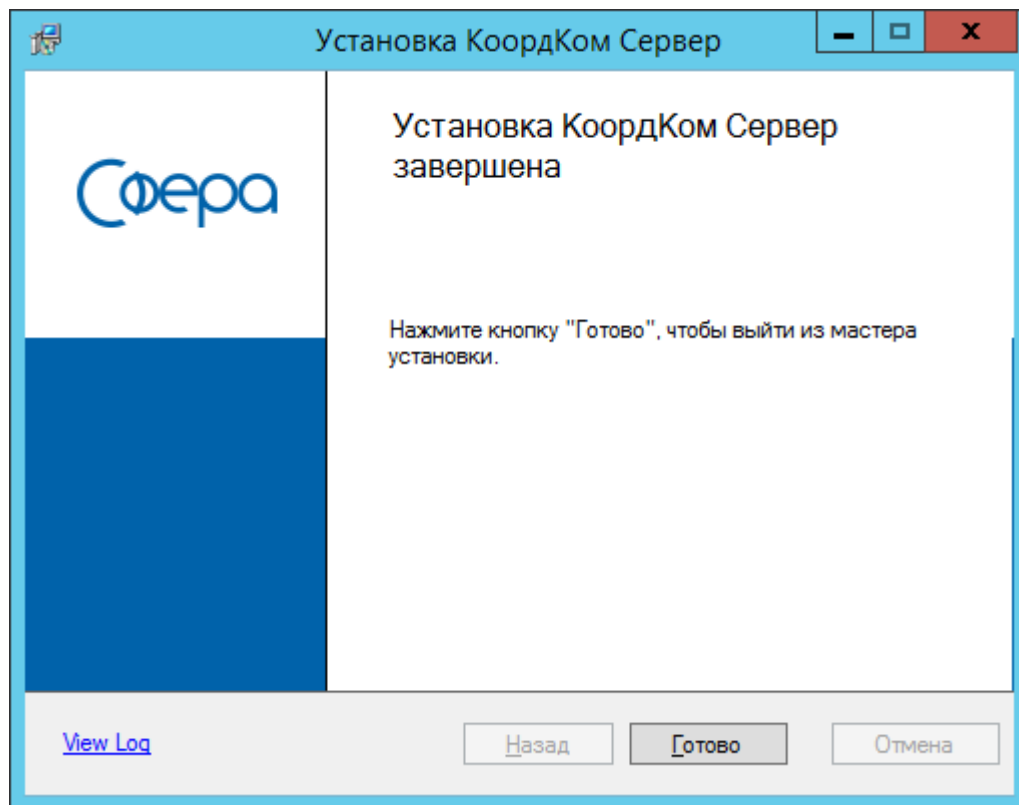 Установка КоордКом Сервер
Сфера
Установка КоордКом Сервер
завершена
Нажмите кнопку "Готово", чтобы выйти из мастера
установки.
View Log
Назад
Готово
Отмена